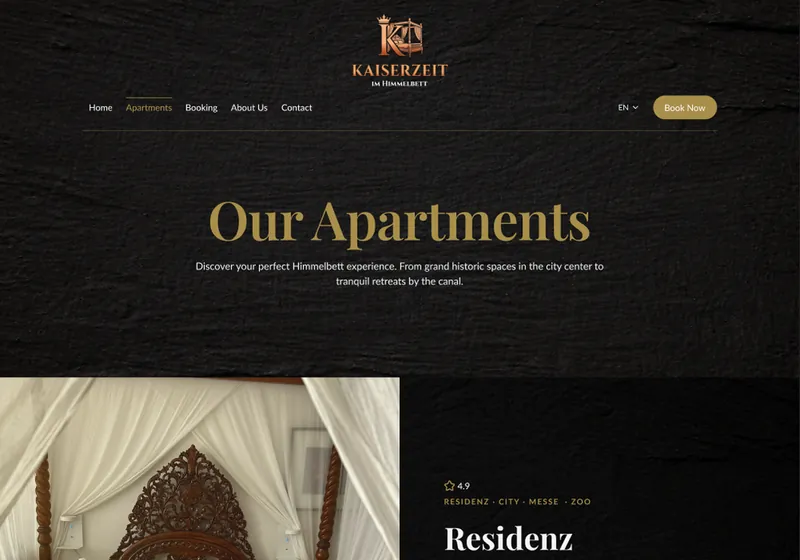 KAISERZEIT
IM HIMMELBETT
Home Apartments Booking About Us Contact EN Book Now
Our Apartments
Discover your perfect Himmelbett experience. From grand historic spaces in the city center to
tranquil retreats by the canal.
4.9
RESIDENZ · CITY · MESSE · ZOO
Residenz